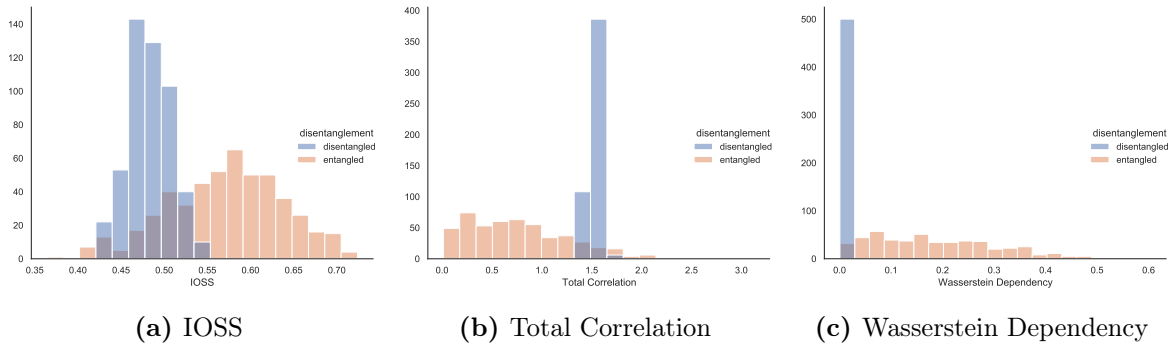 140
120
100
80
60
40
20
0
0.35 0.40 0.45 0.50 0.55 0.60 0.65 0.70
IOSS
disentanglement
disentangled
entangled
(a) IOSS
400
350
300
250
200
150
100
50
0
0.0 0.5 1.0 1.5 2.0 2.5 3.0
Total Correlation
disentanglement
disentangled
entangled
(b) Total Correlation
500
400
300
200
100
0
0.0 0.1 0.2 0.3 0.4 0.5 0.6
Wasserstein Dependency
disentanglement
disentangled
entangled
(c) Wasserstein Dependency